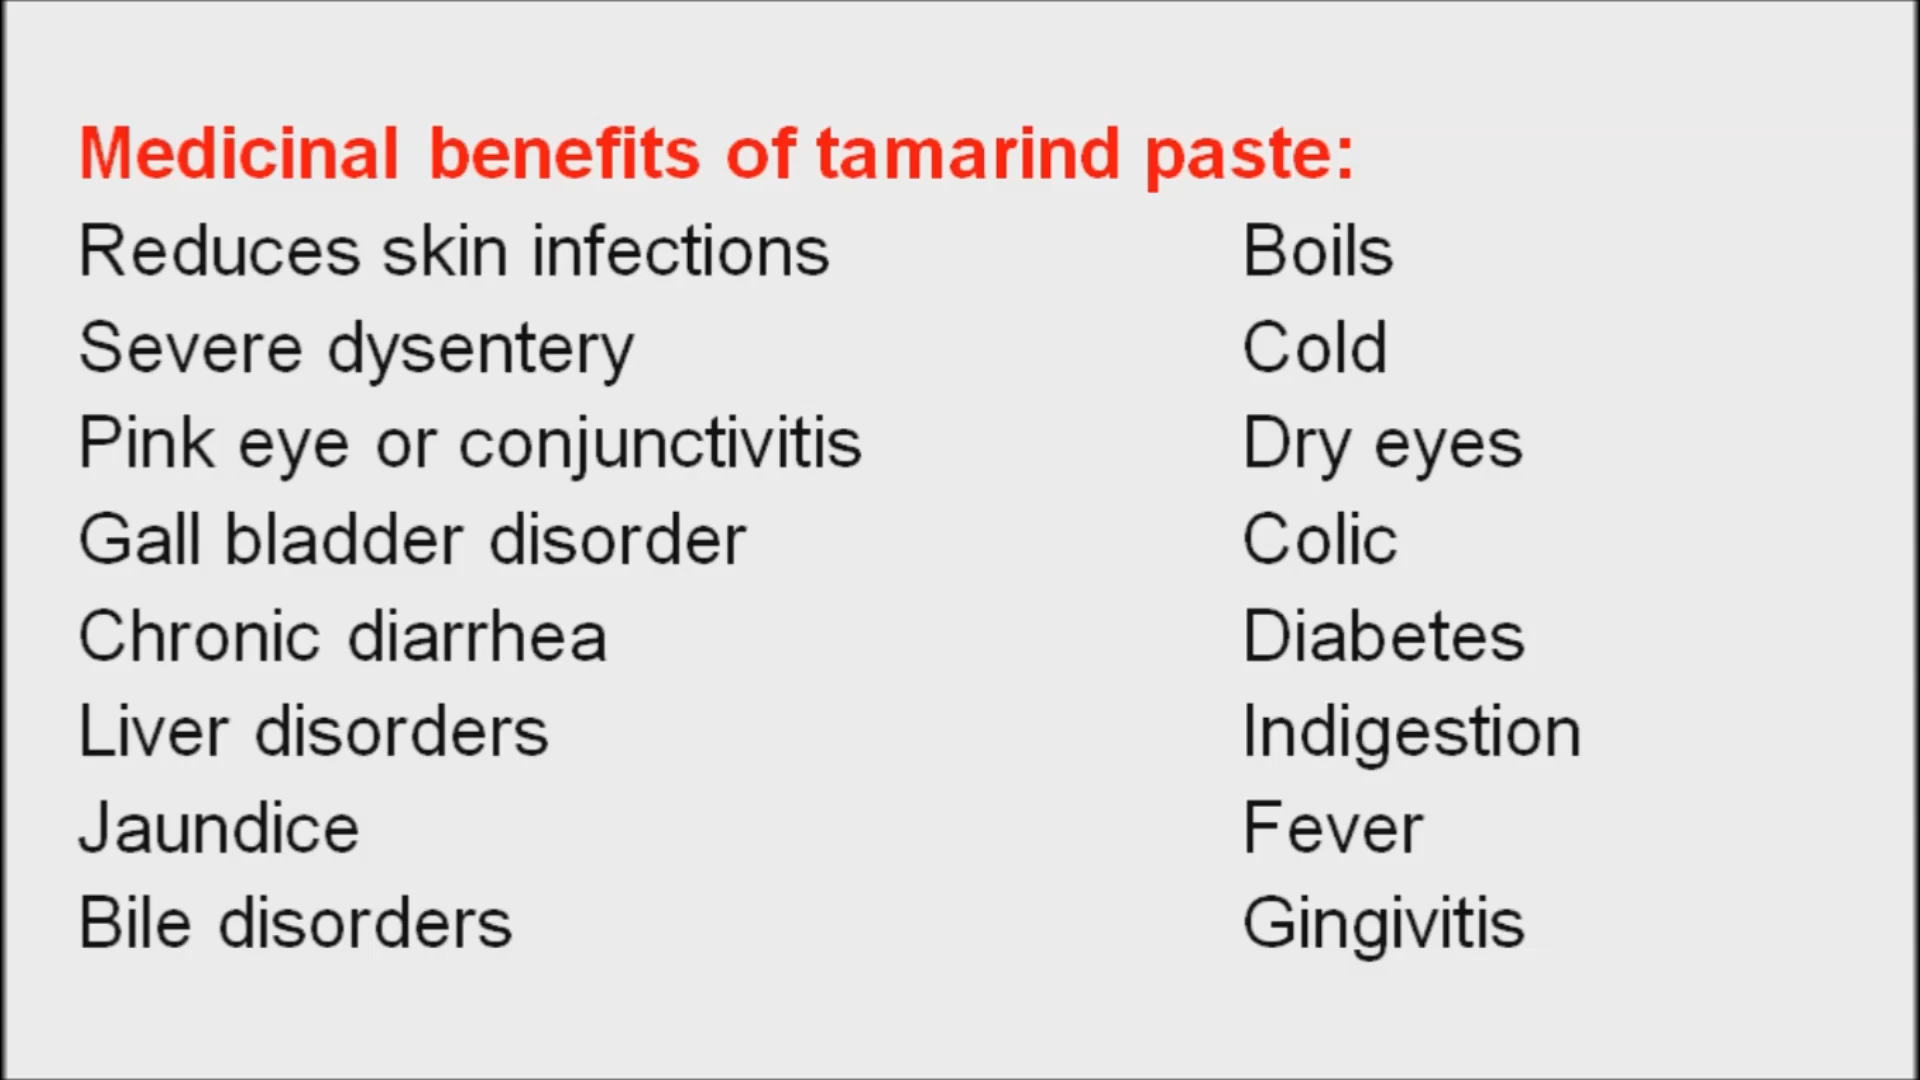 Medicinal benefits of tamarind paste:
Reduces skin infections Boils
Severe dysentery Cold
Pink eye or conjunctivitis Dry eyes
Gall bladder disorder Colic
Chronic diarrhea Diabetes
Liver disorders Indigestion
Jaundice Fever
Bile disorders Gingivitis